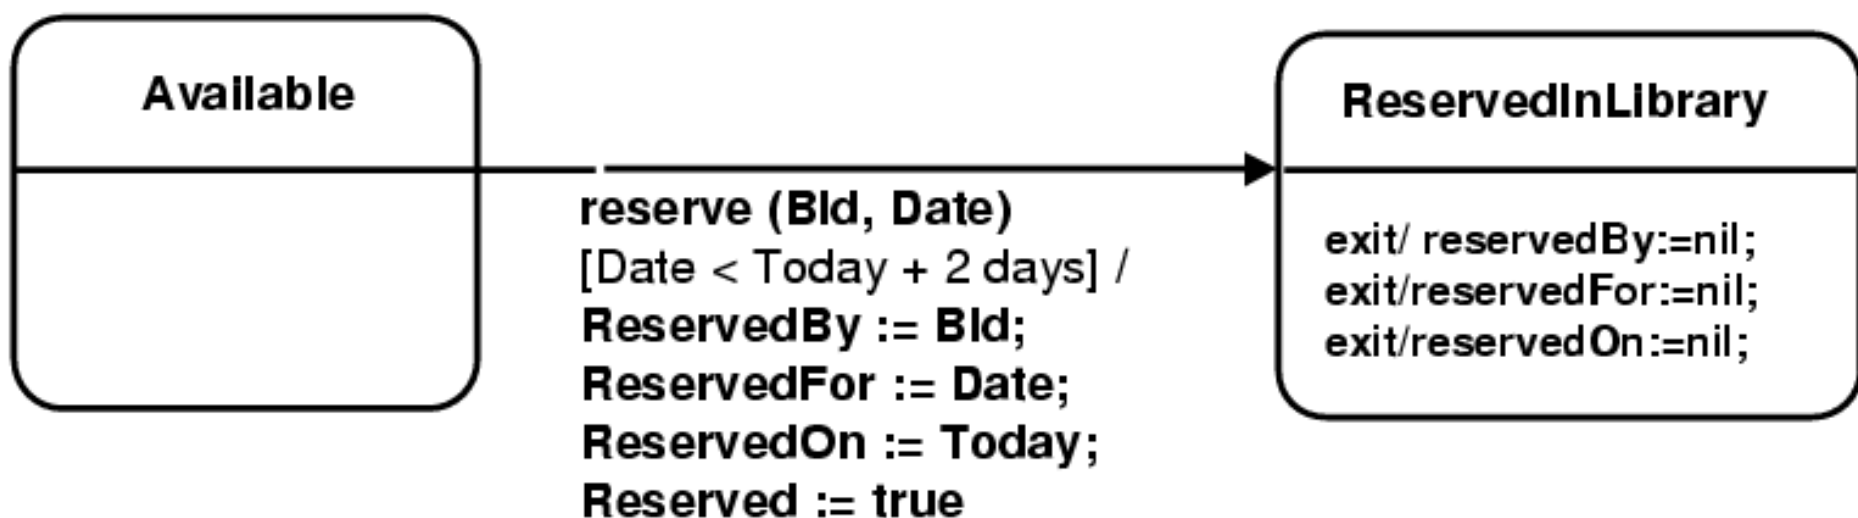 Available
reserve (BId, Date)
[Date < Today + 2 days] /
ReservedBy := BId;
ReservedFor := Date;
ReservedOn := Today;
Reserved := true
ReservedInLibrary
exit/ reservedBy:=nil;
exit/reservedFor:=nil;
exit/reservedOn:=nil;